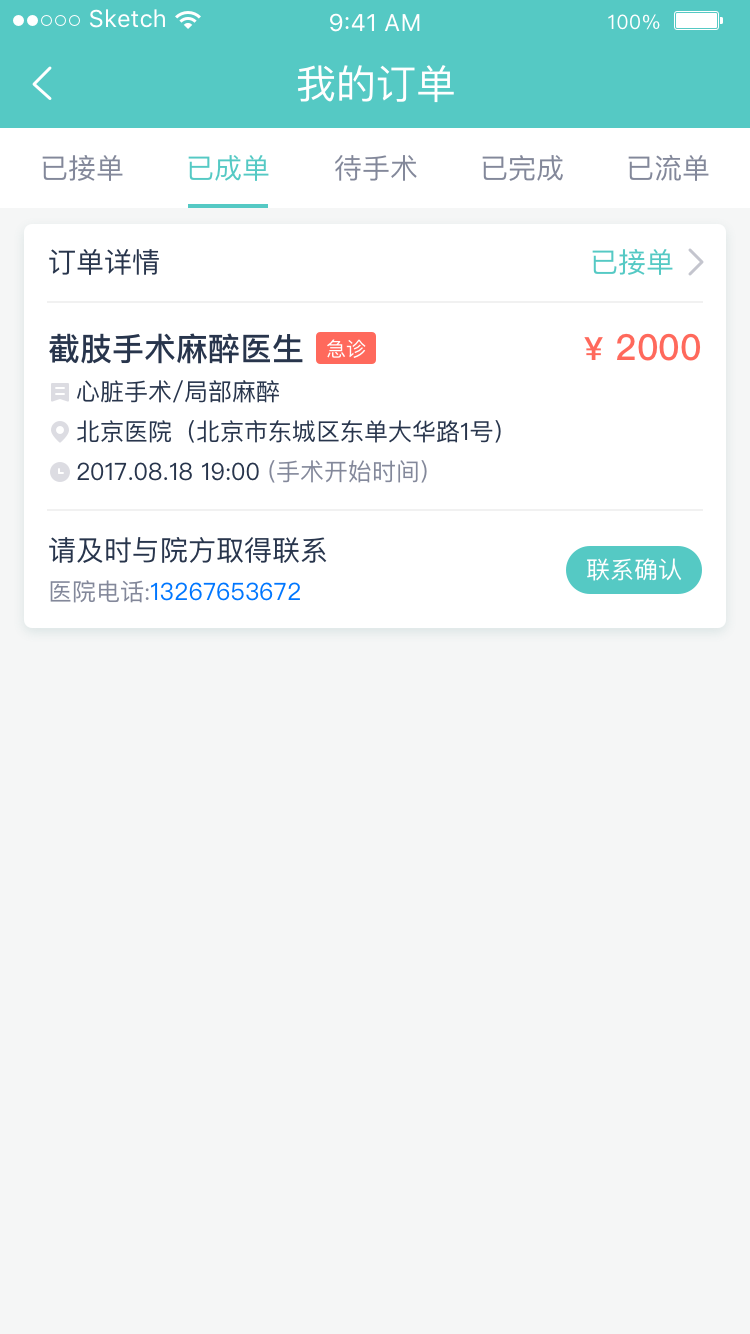 Sketch 9:41 AM 100%
我的订单
已接单 已成单 待手术 已完成 已流单
订单详情 已接单
截肢手术麻醉医生 急诊 ¥ 2000
心脏手术/局部麻醉
北京医院（北京市东城区东单大华路1号）
2017.08.18 19:00 (手术开始时间)
请及时与院方取得联系
医院电话:13267653672
联系确认